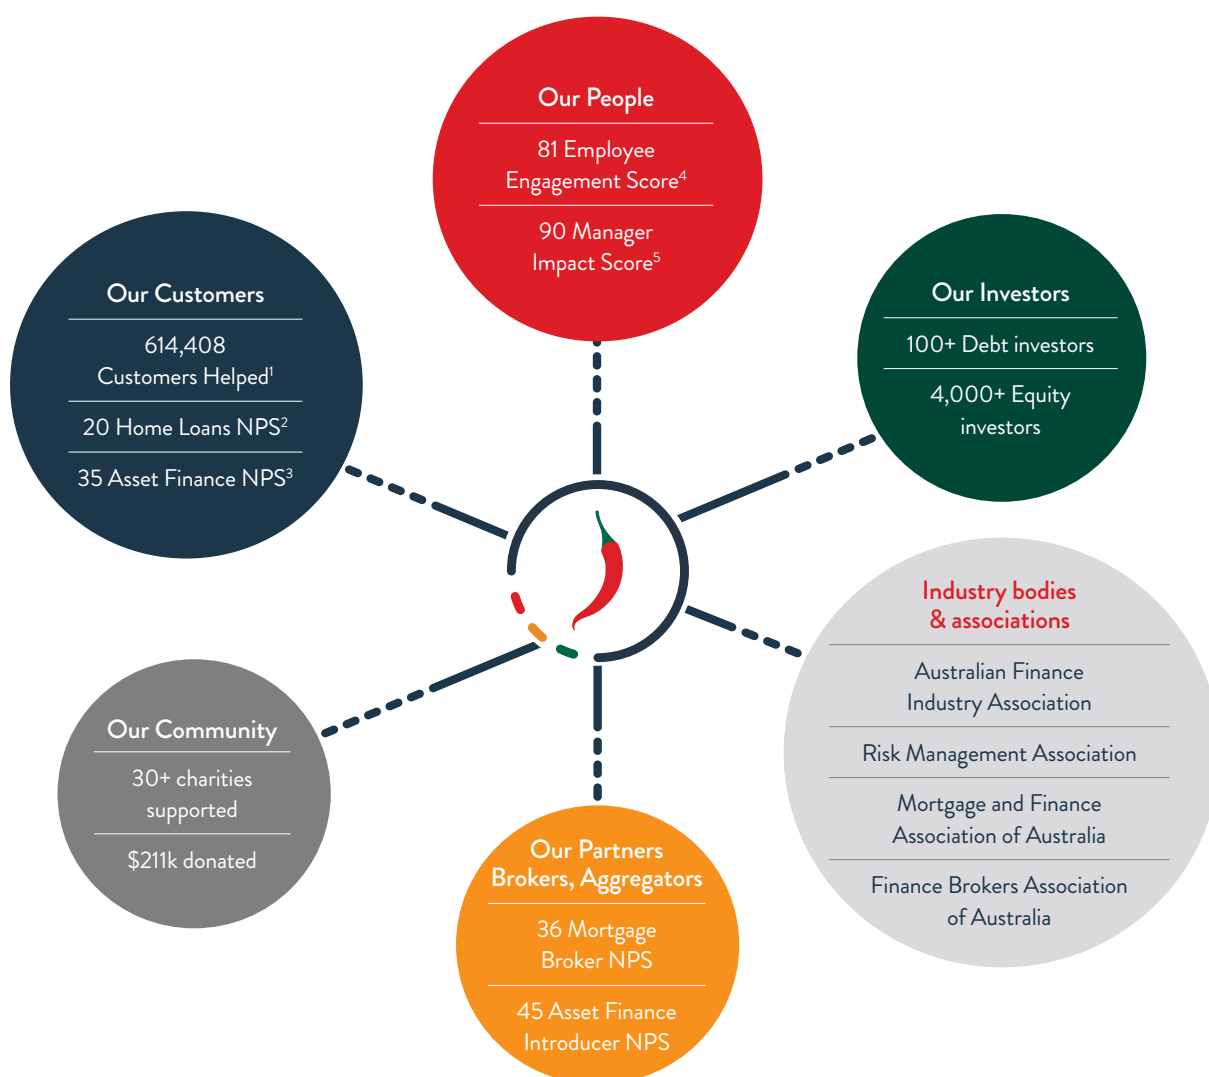 Our People
81 Employee
Engagement Score⁴
90 Manager
Impact Score⁵
Our Customers
614,408
Customers Helped¹
20 Home Loans NPS²
35 Asset Finance NPS³
Our Investors
100+ Debt investors
4,000+ Equity
investors
Industry bodies
& associations
Australian Finance
Industry Association
Risk Management Association
Mortgage and Finance
Association of Australia
Finance Brokers Association
of Australia
Our Community
30+ charities
supported
$211k donated
Our Partners
Brokers, Aggregators
36 Mortgage
Broker NPS
45 Asset Finance
Introducer NPS